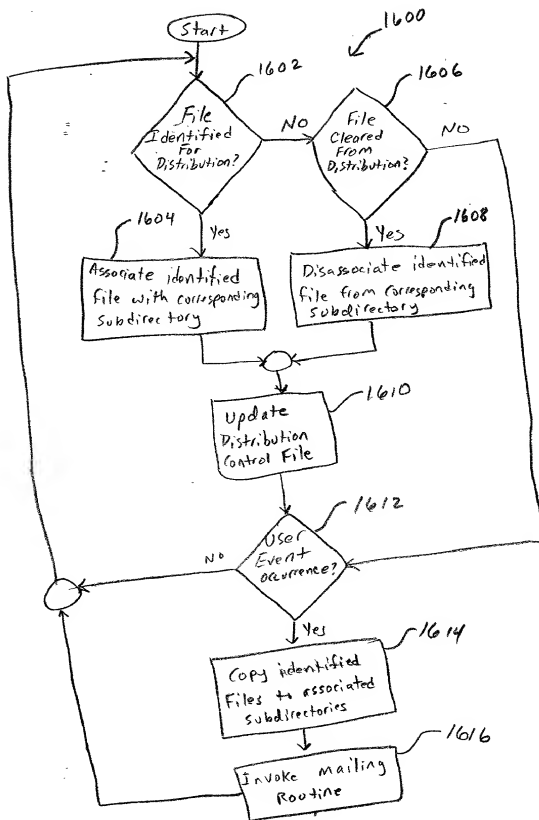 Start
1600
1602
File
Identified
For
Distribution?
NO
1606
File
Cleared
From
Distribution?
NO
1604
Yes
Associate identified
file with corresponding
Subdirectory
1608
Yes
Disassociate identified
file from corresponding
subdirectory
1610
Update
Distribution
Control File
1612
User
Event
occurrence?
NO
Yes
1614
Copy identified
Files to associated
subdirectories
1616
Invoke mailing
Routine